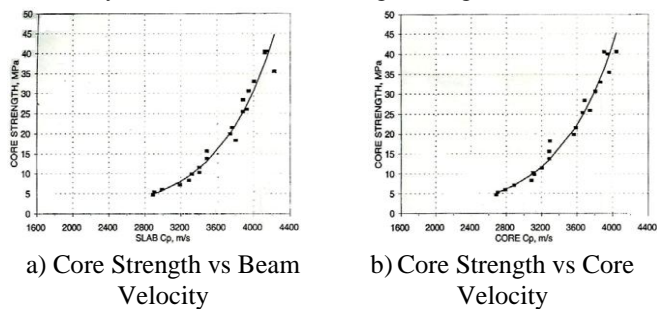 50
45
40
35
30
25
20
15
10
5
0
CORE STRENGTH, MPa
1600 2000 2400 2800 3200 3600 4000 4400
SLAB Cp, m/s
a) Core Strength vs Beam
Velocity
50
45
40
35
30
25
20
15
10
5
0
CORE STRENGTH, MPa
1600 2000 2400 2800 3200 3600 4000 4400
CORE Cp, m/s
b) Core Strength vs Core
Velocity